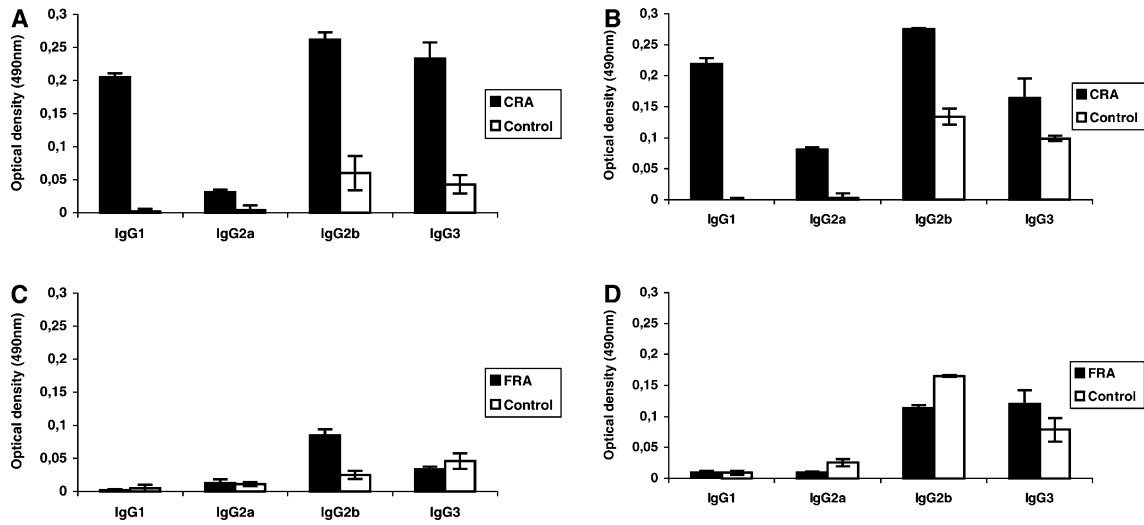 A
Optical density (490nm)
0,3
0,25
0,2
0,15
0,1
0,05
0
IgG1 IgG2a IgG2b IgG3
CRA
Control
B
Optical density (490nm)
0,3
0,25
0,2
0,15
0,1
0,05
0
IgG1 IgG2a IgG2b IgG3
CRA
Control
C
Optical density (490nm)
0,3
0,25
0,2
0,15
0,1
0,05
0
IgG1 IgG2a IgG2b IgG3
FRA
Control
D
Optical density (490nm)
0,3
0,25
0,2
0,15
0,1
0,05
0
IgG1 IgG2a IgG2b IgG3
FRA
Control